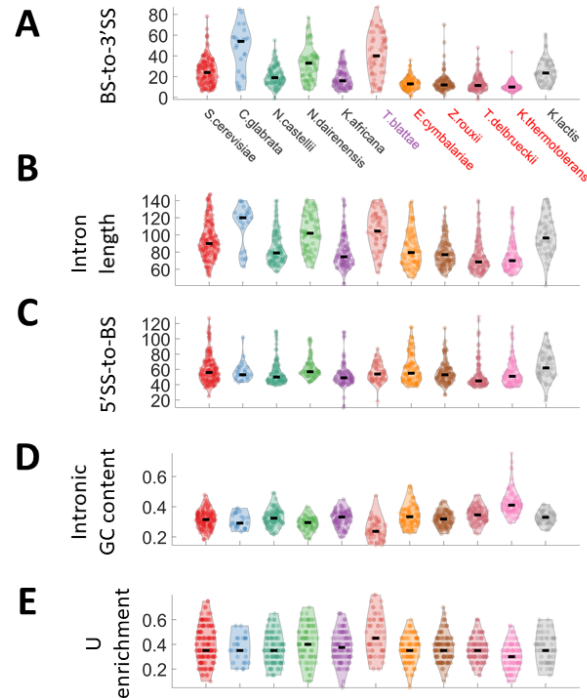 A
BS-to-3'SS
80
60
40
20
0
S.cerevisiae
C.glabrata
N.castellii
N.dairenensis
K.africana
T.blattae
E.cymbalariae
Z.rouxii
T.delbrueckii
K.thermotolerans
K.lactis
B
Intron
length
140
120
100
80
60
C
5'SS-to-BS
120
100
80
60
40
20
D
Intronic
GC content
0.6
0.4
0.2
E
U
enrichment
0.6
0.4
0.2